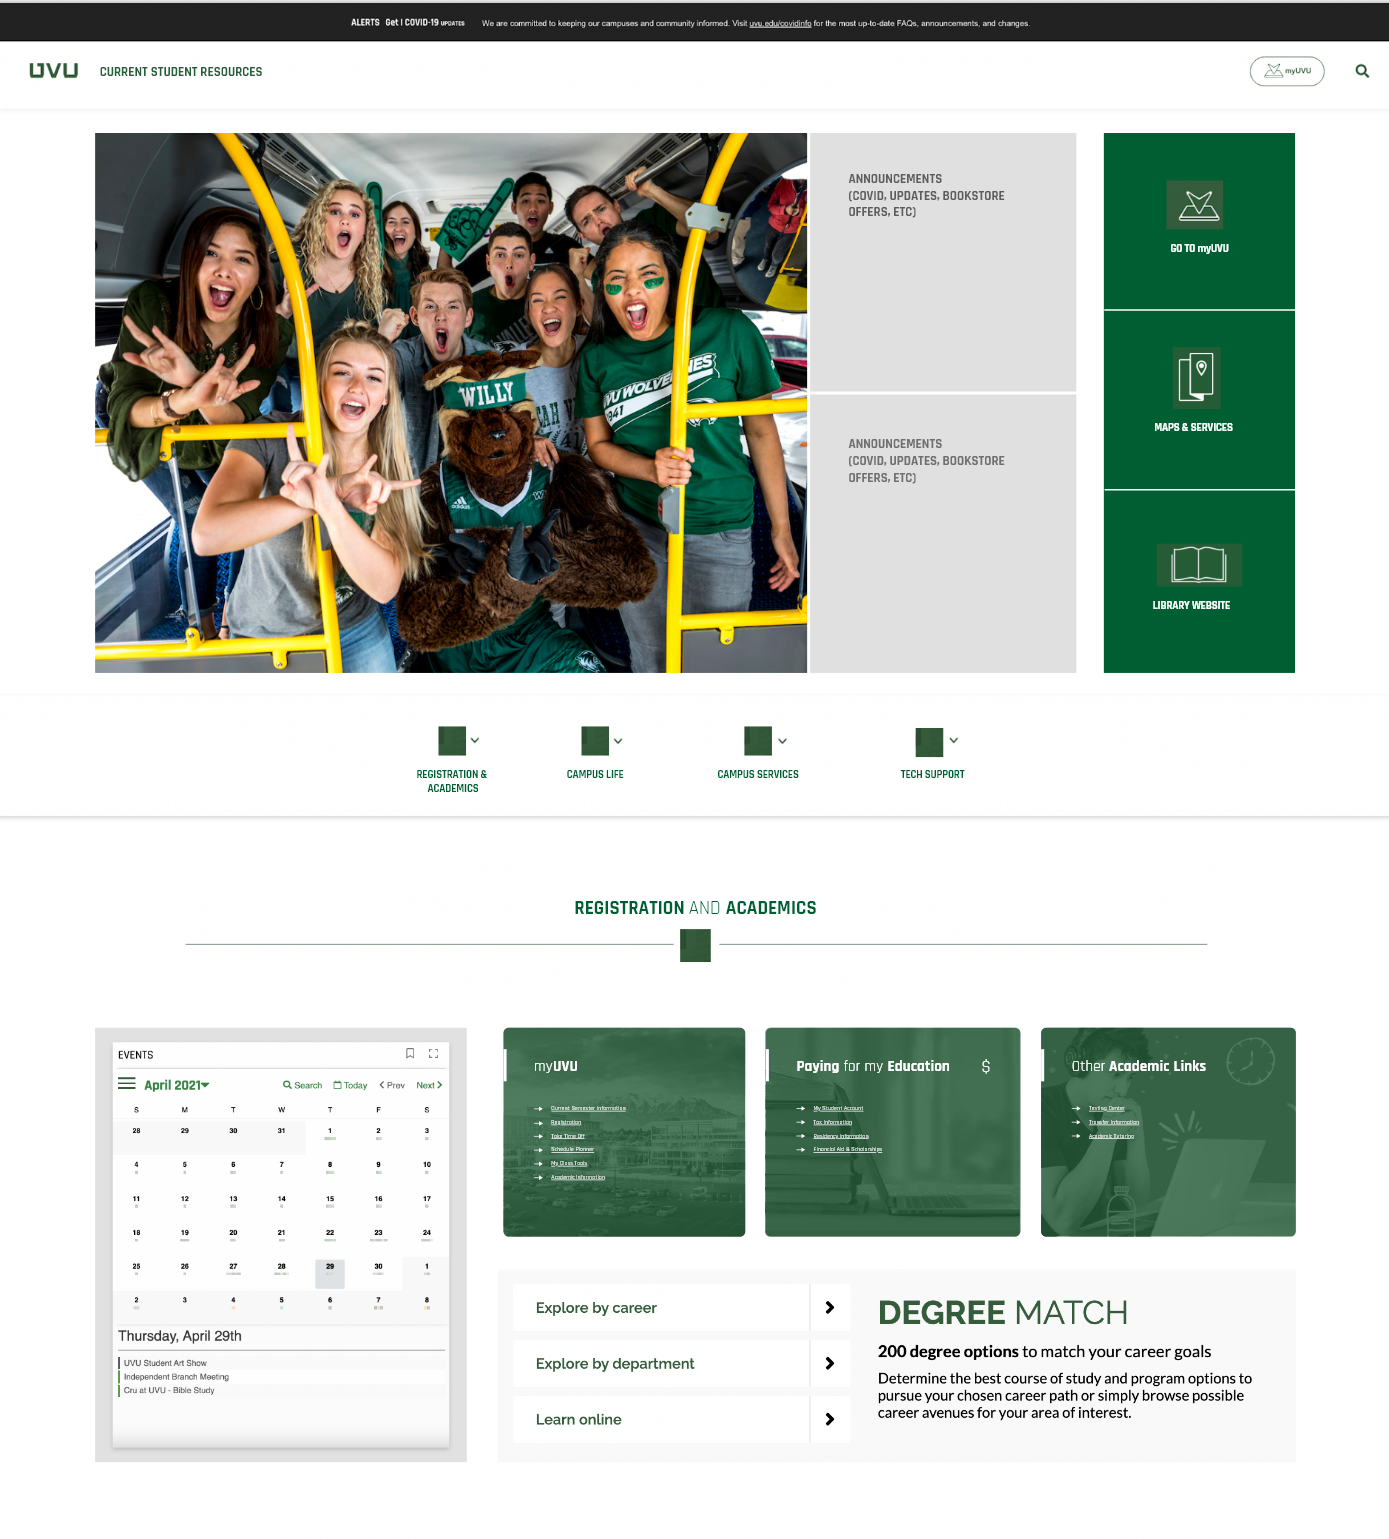 ALERTS Get I COVID-19 UPDATES We are committed to keeping our campuses and community informed. Visit uvu.edu/covidinfo for the most up-to-date FAQs, announcements, and changes.
UVU CURRENT STUDENT RESOURCES
myUVU
ANNOUNCEMENTS
(COVID, UPDATES, BOOKSTORE
OFFERS, ETC)
WILLY
UVU WOLVERINES
1941
adidas
ANNOUNCEMENTS
(COVID, UPDATES, BOOKSTORE
OFFERS, ETC)
GO TO myUVU
MAPS & SERVICES
LIBRARY WEBSITE
REGISTRATION &
ACADEMICS
CAMPUS LIFE
CAMPUS SERVICES
TECH SUPPORT
REGISTRATION AND ACADEMICS
EVENTS
April 2021
Search Today Prev Next
S M T W T F S
28 29 30 31 1 2 3
4 5 6 7 8 9 10
11 12 13 14 15 16 17
18 19 20 21 22 23 24
25 26 27 28 29 30 1
2 3 4 5 6 7 8
Thursday, April 29th
UVU Student Art Show
Independent Branch Meeting
Cru at UVU - Bible Study
myUVU
Current Semester Information
Registration
Take Time Off
Schedule Planner
My Class Tools
Academic Information
Paying for my Education $
My Student Account
Tax Information
Residency Information
Financial Aid & Scholarships
Other Academic Links
Testing Center
Transfer Information
Academic Tutoring
Explore by career
Explore by department
Learn online
DEGREE MATCH
200 degree options to match your career goals
Determine the best course of study and program options to
pursue your chosen career path or simply browse possible
career avenues for your area of interest.